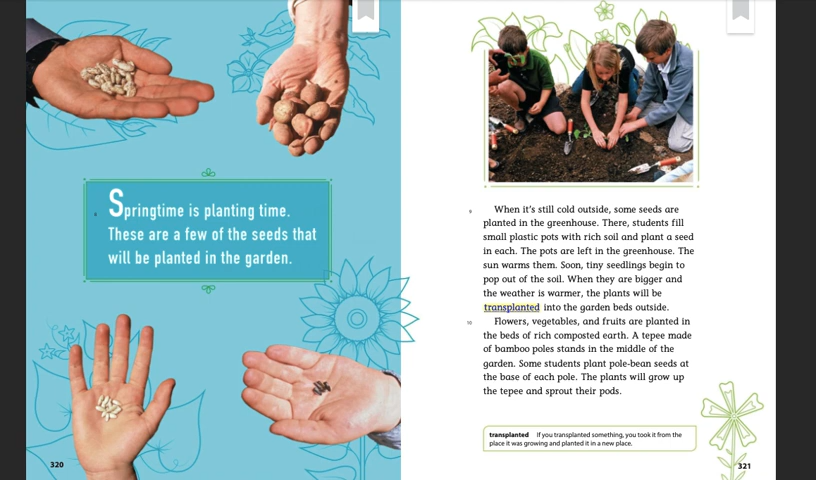 8
Springtime is planting time.
These are a few of the seeds that
will be planted in the garden.
320
9
When it's still cold outside, some seeds are
planted in the greenhouse. There, students fill
small plastic pots with rich soil and plant a seed
in each. The pots are left in the greenhouse. The
sun warms them. Soon, tiny seedlings begin to
pop out of the soil. When they are bigger and
the weather is warmer, the plants will be
transplanted into the garden beds outside.
10
Flowers, vegetables, and fruits are planted in
the beds of rich composted earth. A tepee made
of bamboo poles stands in the middle of the
garden. Some students plant pole-bean seeds at
the base of each pole. The plants will grow up
the tepee and sprout their pods.
transplanted If you transplanted something, you took it from the
place it was growing and planted it in a new place.
321